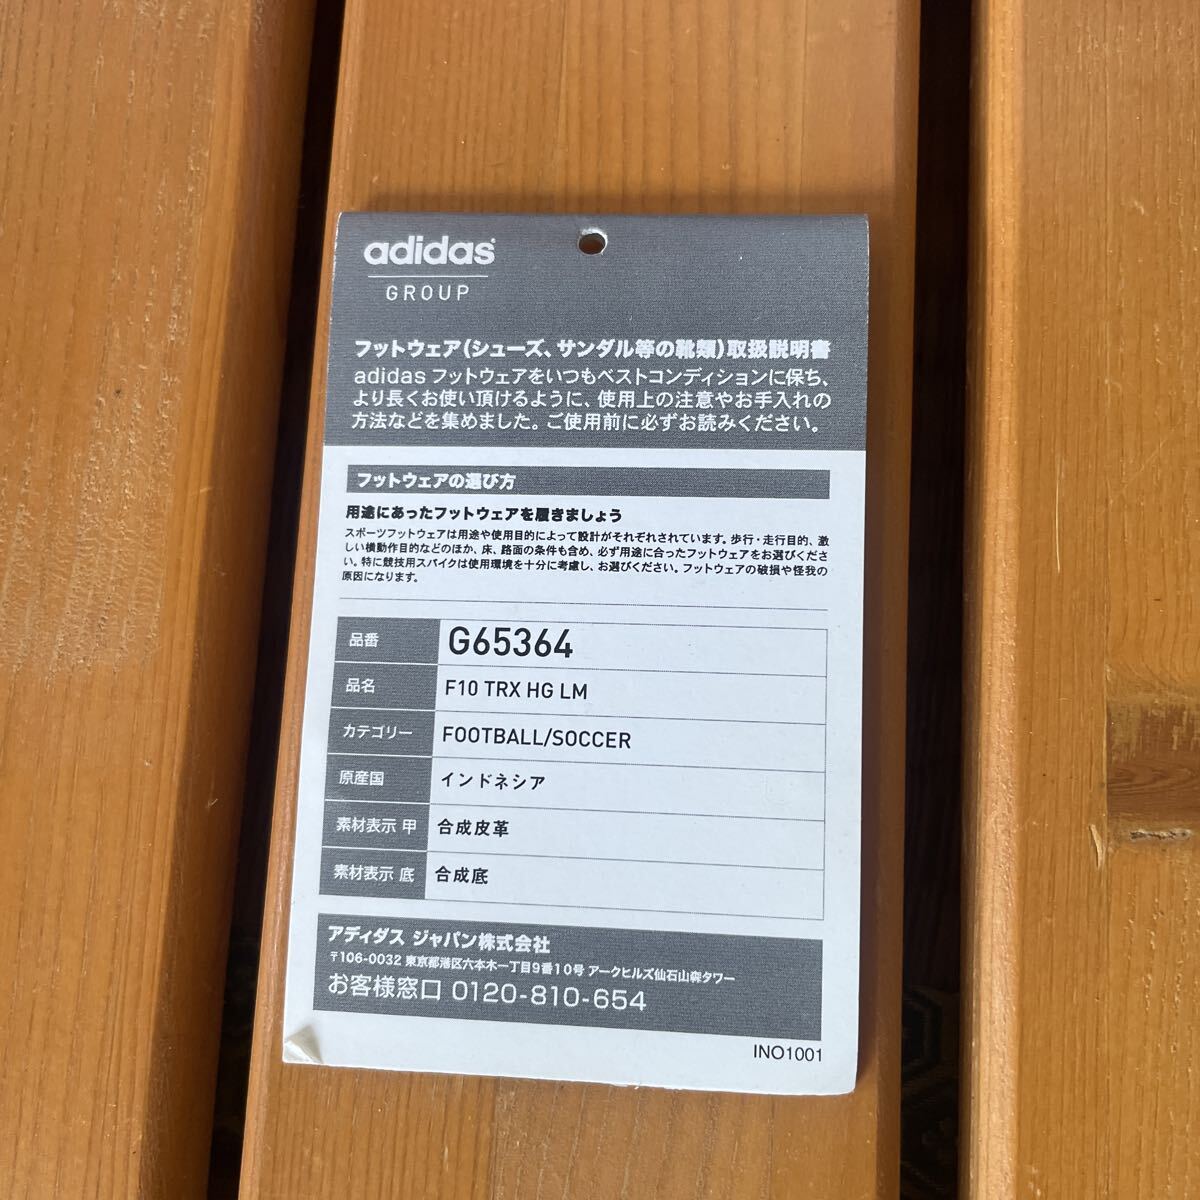 adidas
GROUP
フットウェア(シューズ、サンダル等の靴類)取扱説明書
adidas フットウェアをいつもベストコンディションに保ち、
より長くお使い頂けるように、使用上の注意やお手入れの
方法などを集めました。ご使用前に必ずお読みください。
フットウェアの選び方
用途にあったフットウェアを履きましょう
スポーツフットウェアは用途や使用目的によって設計がそれぞれされています。歩行・走行目的、激
しい横動作目的などのほか、床、路面の条件も含め、必ず用途に合ったフットウェアをお選びくださ
い。特に競技用スパイクは使用環境を十分に考慮し、お選びください。フットウェアの破損や怪我の
原因になります。
品番 G65364
品名 F10 TRX HG LM
カテゴリー FOOTBALL/SOCCER
原産国 インドネシア
素材表示 甲 合成皮革
素材表示 底 合成底
アディダス ジャパン株式会社
〒106-0032 東京都港区六本木一丁目9番10号 アークヒルズ仙石山森タワー
お客様窓口 0120-810-654
INO1001